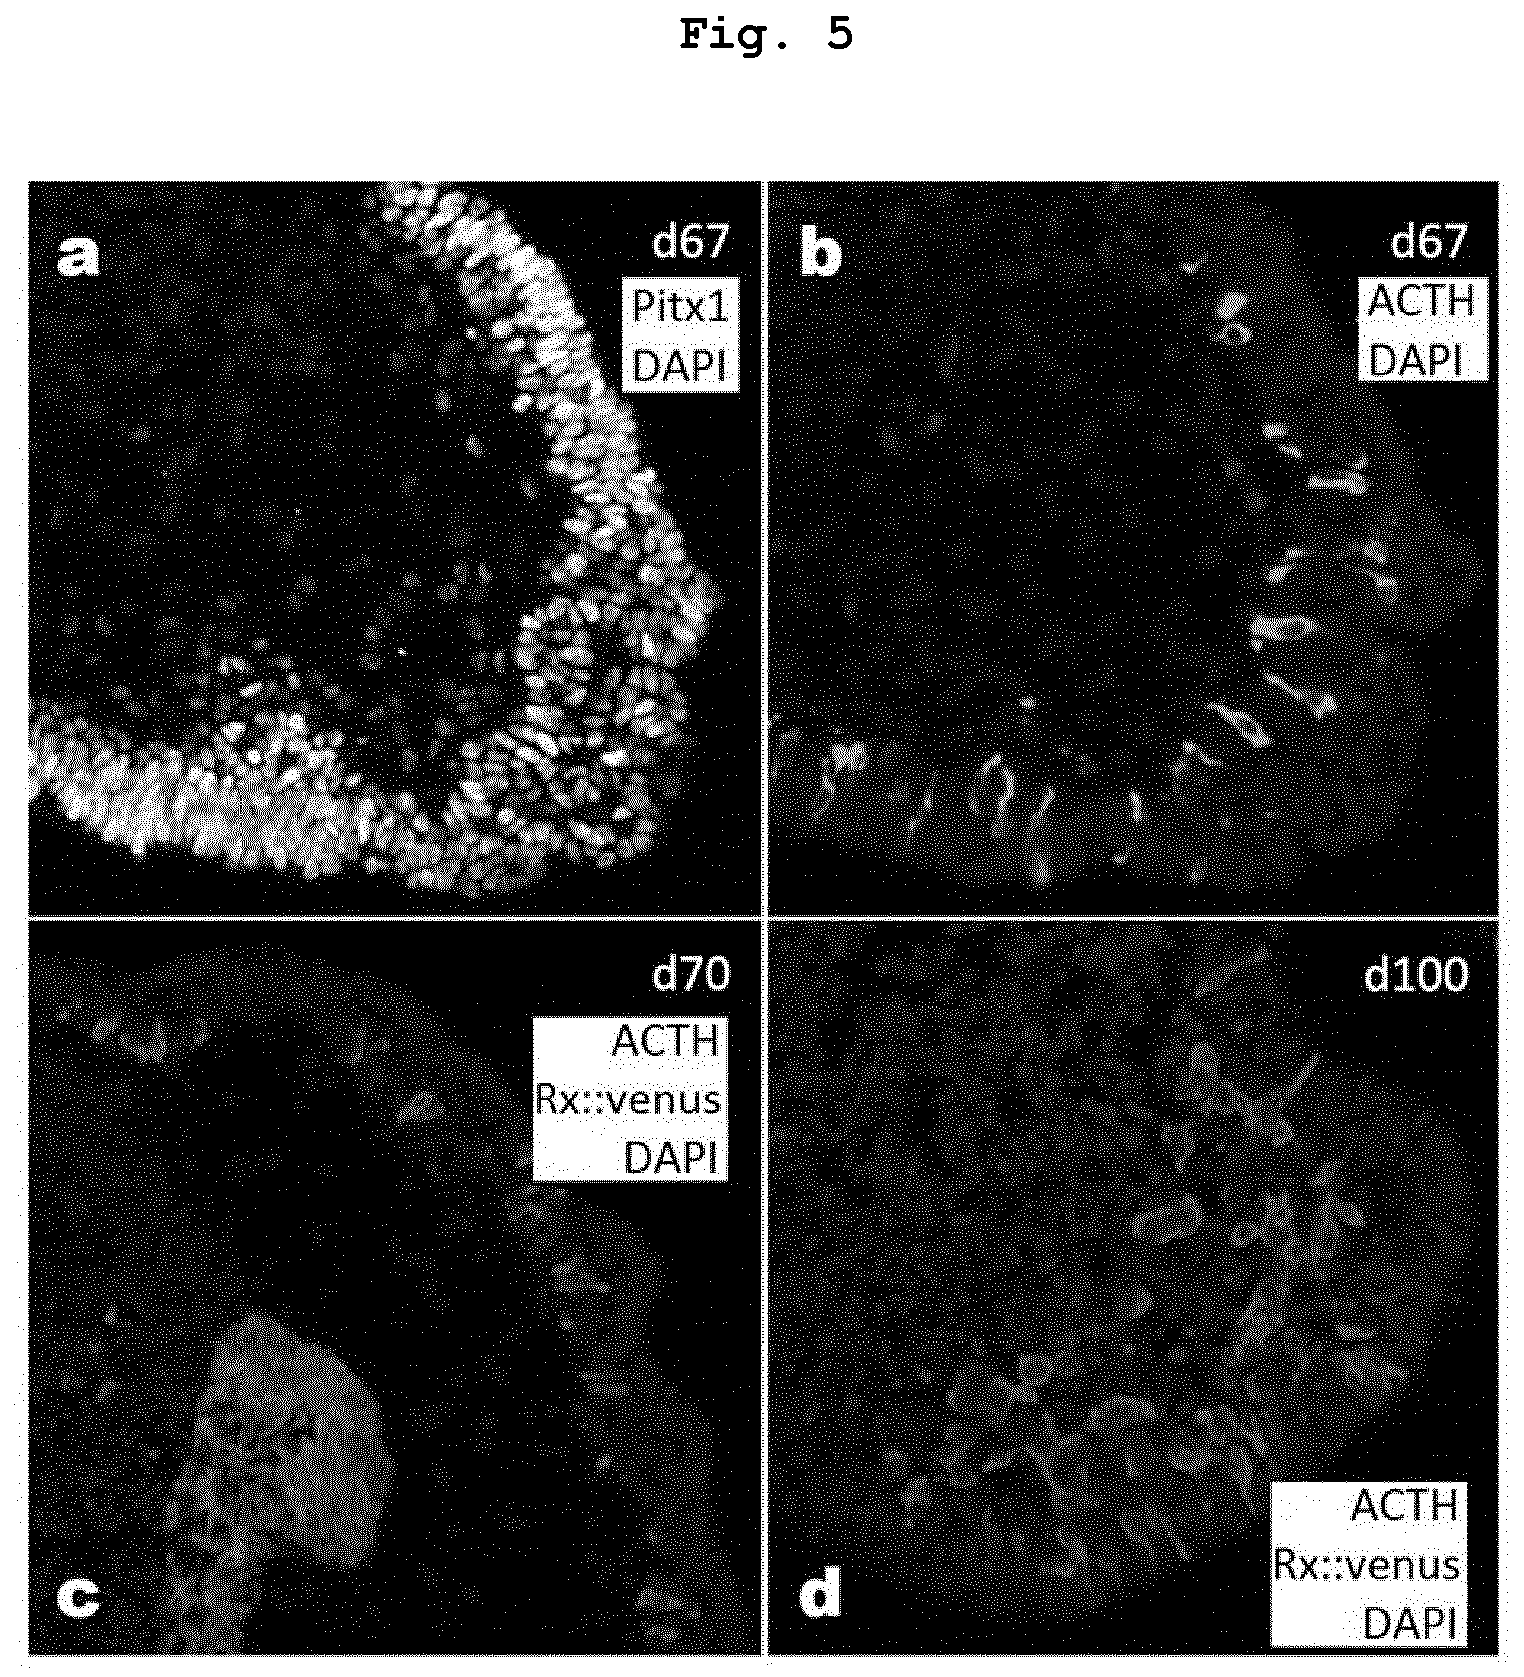 Fig. 5
a
d67
Pitx1
DAPI
b
d67
ACTH
DAPI
c
d70
ACTH
Rx::venus
DAPI
d
d100
ACTH
Rx::venus
DAPI